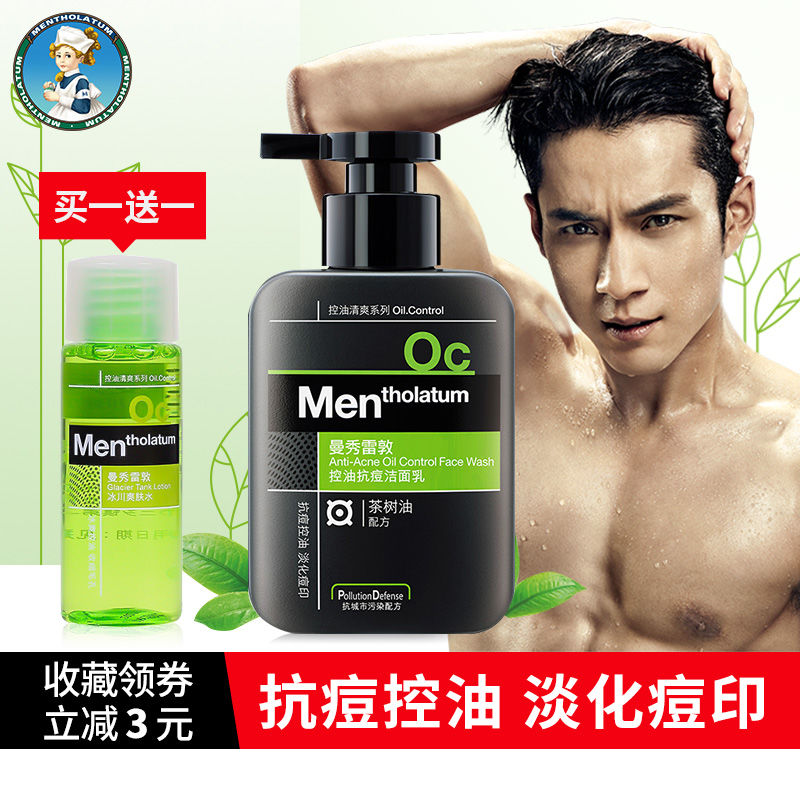 MENTHOLATUM
MENTHOLATUM
MENTHOLATUM
MENTHOLATUM
买一送一
控油清爽系列 Oil.Control
Oc
Mentholatum
曼秀雷敦
Glacier Tank Lotion
冰川爽肤水
控油清爽系列 Oil.Control
Oc
Mentholatum
曼秀雷敦
Anti-Acne Oil Control Face Wash
控油抗痘洁面乳
茶树油
配方
抗痘控油 淡化痘印
Pollution Defense
抗城市污染配方
收藏领券
立减3元
抗痘控油 淡化痘印